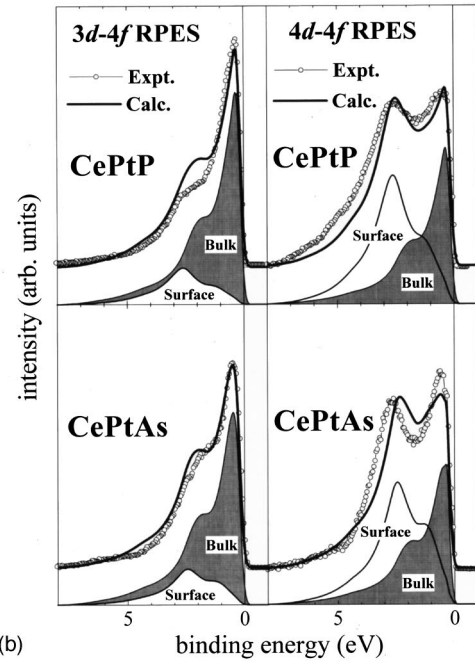 3d-4f RPES
Expt.
Calc.
CePtP
Bulk
Surface
4d-4f RPES
Expt.
Calc.
CePtP
Surface
Bulk
CePtAs
Bulk
Surface
CePtAs
Surface
Bulk
intensity (arb. units)
5 0 5 0
(b) binding energy (eV)